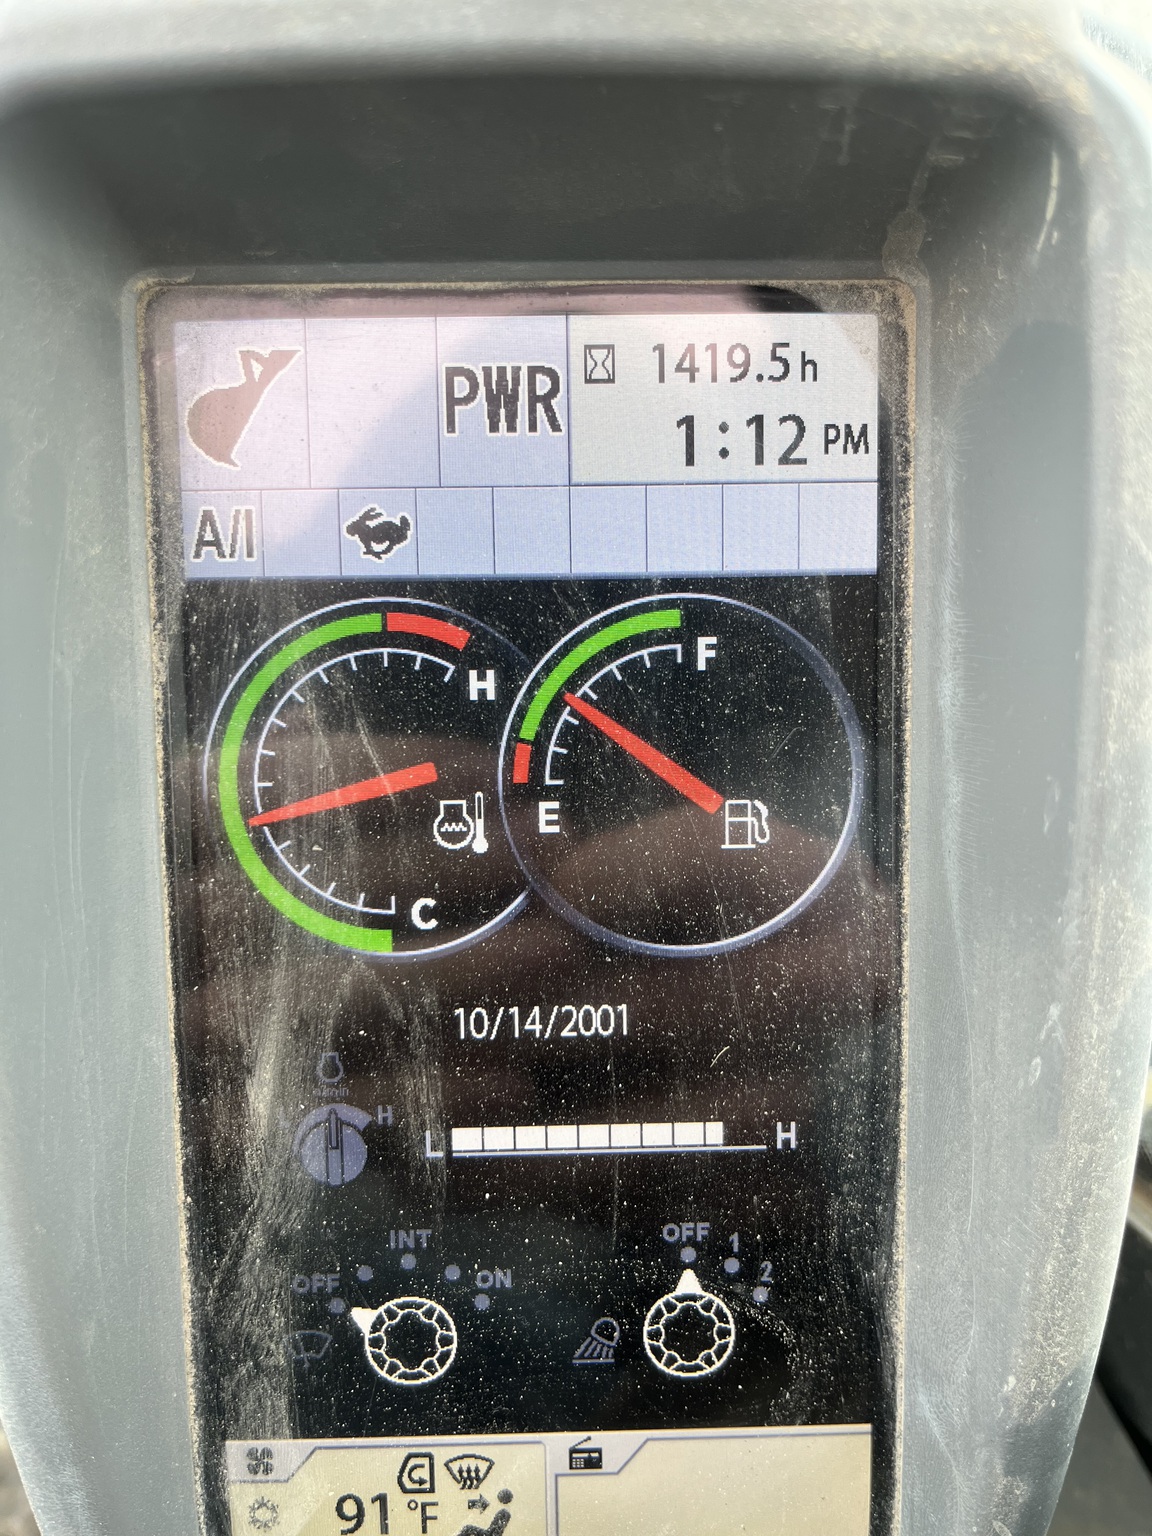 PWR
1419.5h
1:12 PM
A/I
H
F
E
C
10/14/2001
H
L H
INT
OFF
ON
OFF
1
2
91 °F